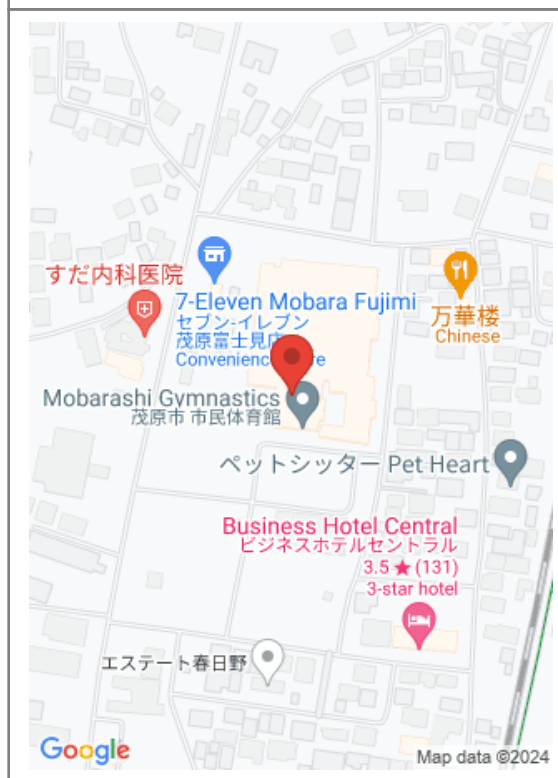 すだ内科医院
7-Eleven Mobara Fujimi
セブン-イレブン
茂原富士見店
Convenience
万華楼
Chinese
Mobarashi Gymnastics
茂原市 市民体育館
ペットシッター Pet Heart
Business Hotel Central
ビジネスホテルセントラル
3.5 ★ (131)
3-star hotel
エステート春日野
Google
Map data ©2024